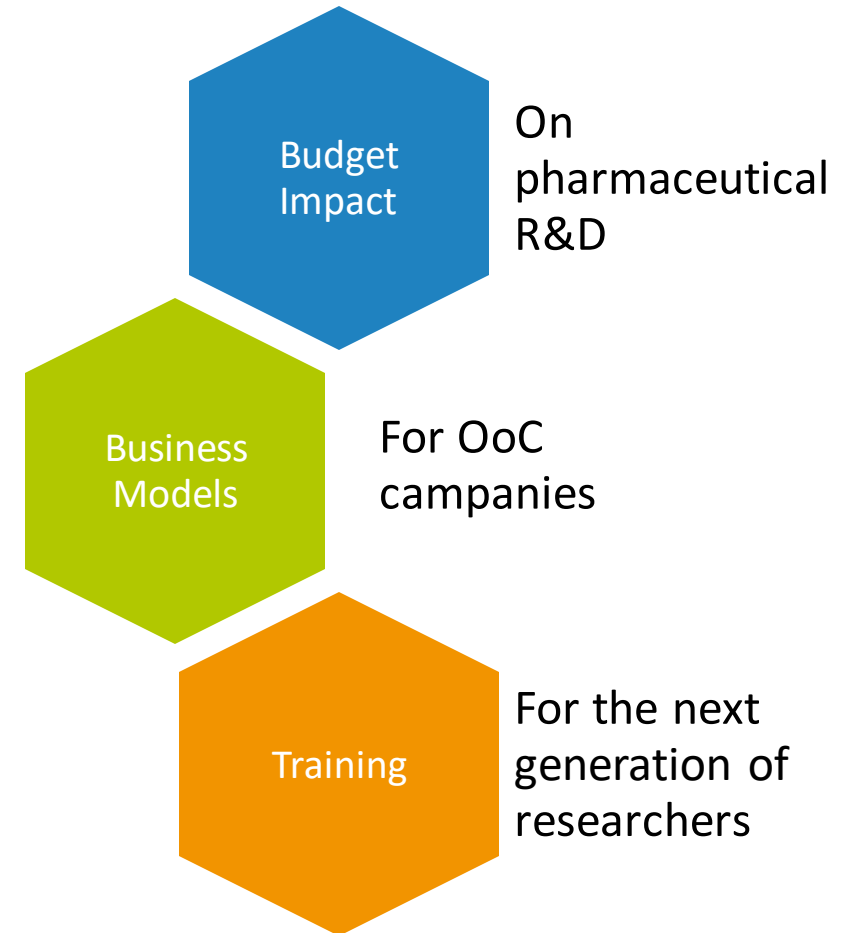 Budget
Impact
On
pharmaceutical
R&D
Business
Models
For OoC
campanies
Training
For the next
generation of
researchers